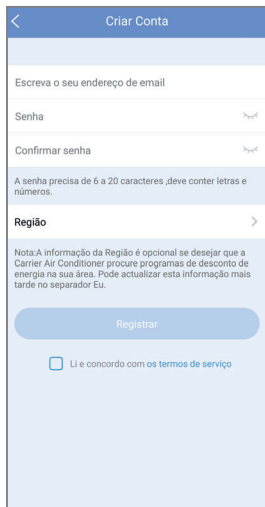 Criar Conta
Escreva o seu endereço de email
Senha
Confirmar senha
A senha precisa de 6 a 20 caracteres ,deve conter letras e
números.
Região
Nota:A informação da Região é opcional se desejar que a
Carrier Air Conditioner procure programas de desconto de
energia na sua área. Pode actualizar esta informação mais
tarde no separador Eu.
Registrar
Li e concordo com os termos de serviço